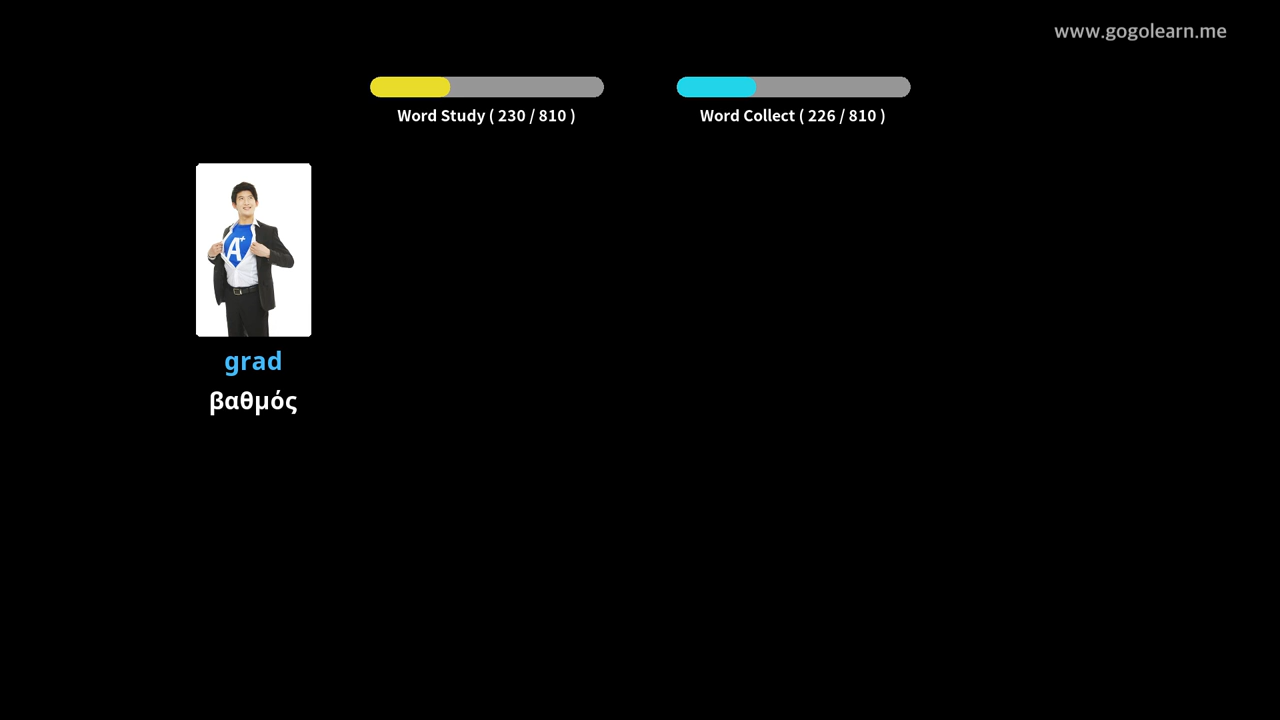 www.gogolearn.me
Word Study ( 230 / 810 )
Word Collect ( 226 / 810 )
A+
grad
βαθμός